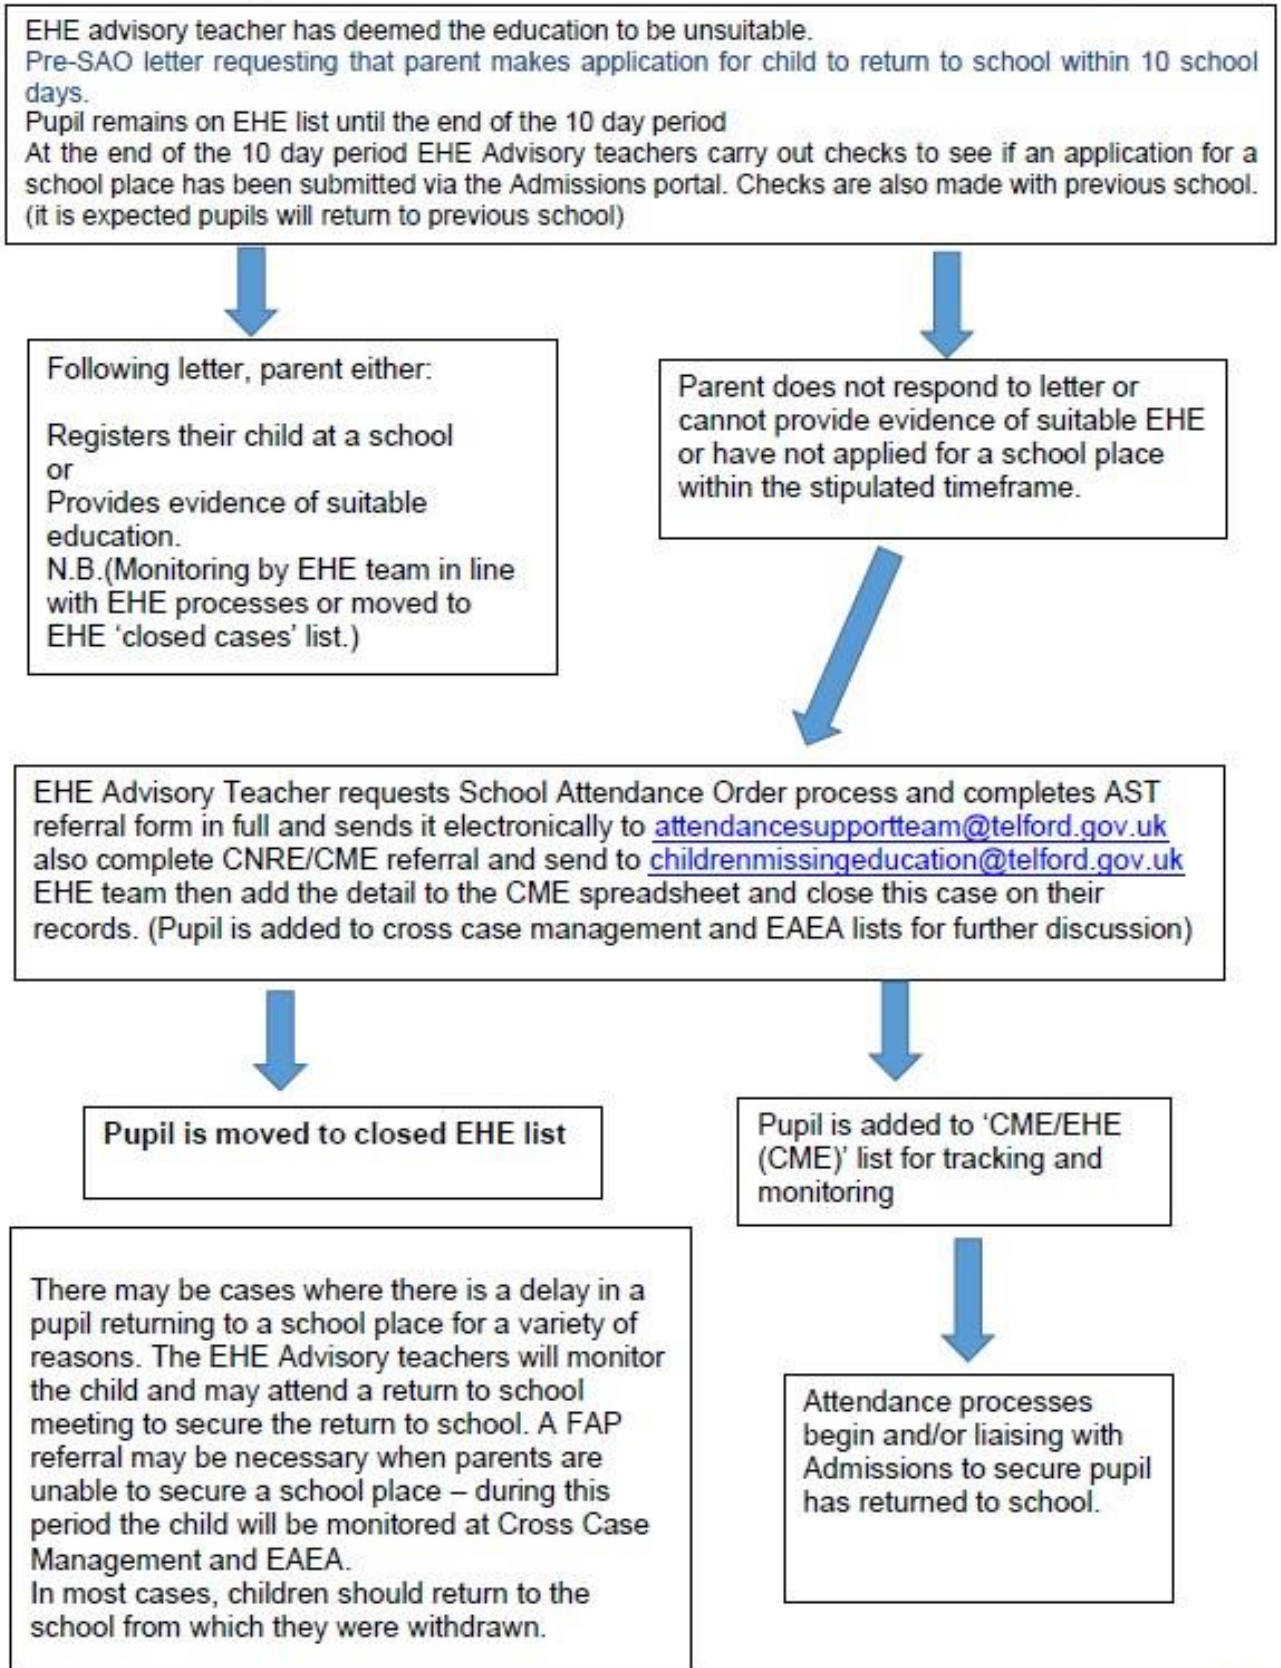 EHE advisory teacher has deemed the education to be unsuitable.
Pre-SAO letter requesting that parent makes application for child to return to school within 10 school
days.
Pupil remains on EHE list until the end of the 10 day period
At the end of the 10 day period EHE Advisory teachers carry out checks to see if an application for a
school place has been submitted via the Admissions portal. Checks are also made with previous school.
(it is expected pupils will return to previous school)
Following letter, parent either:
Registers their child at a school
or
Provides evidence of suitable
education.
N.B.(Monitoring by EHE team in line
with EHE processes or moved to
EHE ‘closed cases’ list.)
Parent does not respond to letter or
cannot provide evidence of suitable EHE
or have not applied for a school place
within the stipulated timeframe.
EHE Advisory Teacher requests School Attendance Order process and completes AST
referral form in full and sends it electronically to attendancesupportteam@telford.gov.uk
also complete CNRE/CME referral and send to childrenmissingeducation@telford.gov.uk
EHE team then add the detail to the CME spreadsheet and close this case on their
records. (Pupil is added to cross case management and EAEA lists for further discussion)
Pupil is moved to closed EHE list
Pupil is added to ‘CME/EHE
(CME)’ list for tracking and
monitoring
There may be cases where there is a delay in a
pupil returning to a school place for a variety of
reasons. The EHE Advisory teachers will monitor
the child and may attend a return to school
meeting to secure the return to school. A FAP
referral may be necessary when parents are
unable to secure a school place – during this
period the child will be monitored at Cross Case
Management and EAEA.
In most cases, children should return to the
school from which they were withdrawn.
Attendance processes
begin and/or liaising with
Admissions to secure pupil
has returned to school.